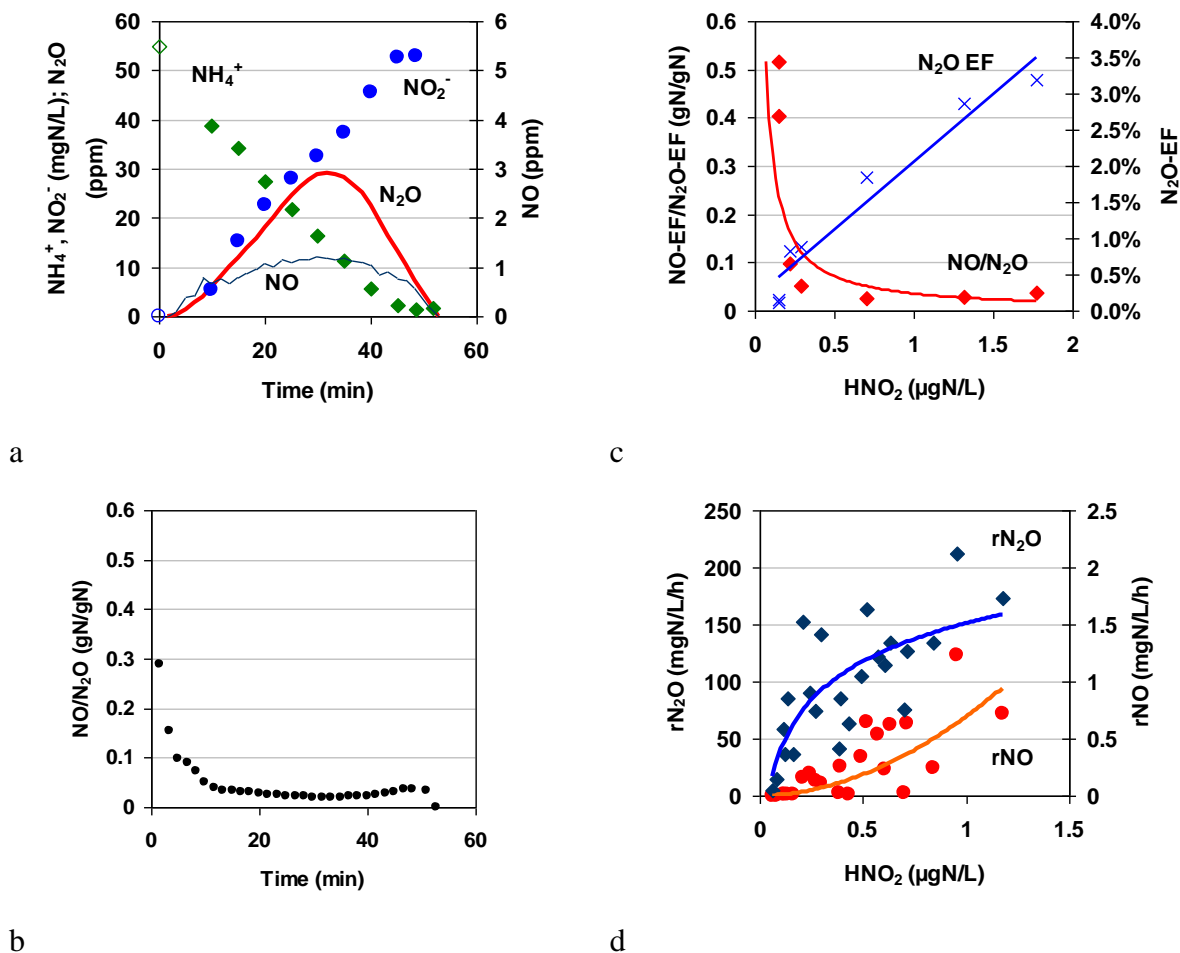 NH₄⁺, NO₂⁻ (mgN/L); N₂O
(ppm)
60
50
40
30
20
10
0
NH₄⁺
NO₂⁻
N₂O
NO
6
5
4
3
2
1
0
NO (ppm)
0 20 40 60
Time (min)
a
NO-EF/N₂O-EF (gN/gN)
0.6
0.5
0.4
0.3
0.2
0.1
0
N₂O EF
NO/N₂O
4.0%
3.5%
3.0%
2.5%
2.0%
1.5%
1.0%
0.5%
0.0%
N₂O-EF
0 0.5 1 1.5 2
HNO₂ (µgN/L)
c
NO/N₂O (gN/gN)
0.6
0.5
0.4
0.3
0.2
0.1
0
0 20 40 60
Time (min)
b
rN₂O (mgN/L/h)
250
200
150
100
50
0
rN₂O
rNO
2.5
2
1.5
1
0.5
0
rNO (mgN/L/h)
0 0.5 1 1.5
HNO₂ (µgN/L)
d